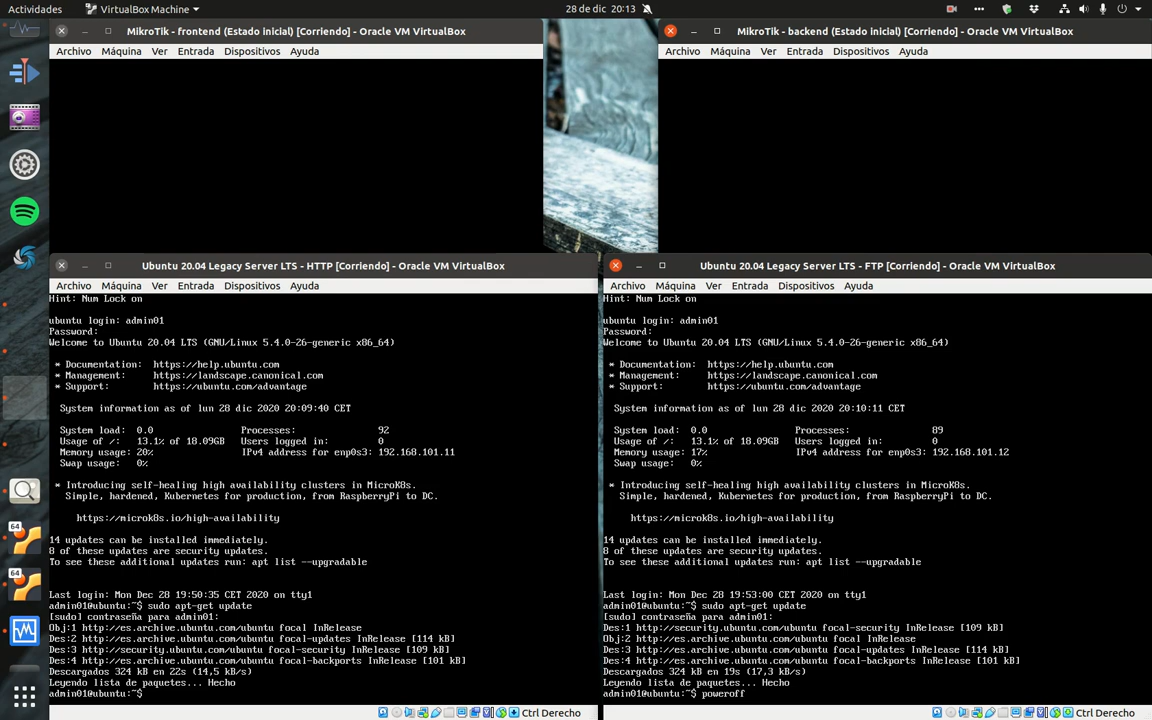 Actividades
VirtualBox Machine
28 de dic 20:13
MikroTik - frontend (Estado inicial) [Corriendo] - Oracle VM VirtualBox
Archivo Máquina Ver Entrada Dispositivos Ayuda
MikroTik - backend (Estado inicial) [Corriendo] - Oracle VM VirtualBox
Archivo Máquina Ver Entrada Dispositivos Ayuda
Ubuntu 20.04 Legacy Server LTS - HTTP [Corriendo] - Oracle VM VirtualBox
Archivo Máquina Ver Entrada Dispositivos Ayuda
Hint: Num Lock on
ubuntu login: admin01
Password:
Welcome to Ubuntu 20.04 LTS (GNU/Linux 5.4.0-26-generic x86_64)
* Documentation: https://help.ubuntu.com
* Management: https://landscape.canonical.com
* Support: https://ubuntu.com/advantage
System information as of lun 28 dic 2020 20:09:40 CET
System load: 0.0 Processes: 92
Usage of /: 13.1% of 18.09GB Users logged in: 0
Memory usage: 20% IPv4 address for enp0s3: 192.168.101.11
Swap usage: 0%
* Introducing self-healing high availability clusters in MicroK8s.
Simple, hardened, Kubernetes for production, from RaspberryPi to DC.
https://microk8s.io/high-availability
14 updates can be installed immediately.
8 of these updates are security updates.
To see these additional updates run: apt list --upgradable
Last login: Mon Dec 28 19:50:35 CET 2020 on tty1
admin01@ubuntu:~$ sudo apt-get update
[sudo] contraseña para admin01:
Obj:1 http://es.archive.ubuntu.com/ubuntu focal InRelease
Des:2 http://es.archive.ubuntu.com/ubuntu focal-updates InRelease [114 kB]
Des:3 http://security.ubuntu.com/ubuntu focal-security InRelease [109 kB]
Des:4 http://es.archive.ubuntu.com/ubuntu focal-backports InRelease [101 kB]
Descargados 324 kB en 22s (14,5 kB/s)
Leyendo lista de paquetes... Hecho
admin01@ubuntu:~$
Ctrl Derecho
Ubuntu 20.04 Legacy Server LTS - FTP [Corriendo] - Oracle VM VirtualBox
Archivo Máquina Ver Entrada Dispositivos Ayuda
Hint: Num Lock on
ubuntu login: admin01
Password:
Welcome to Ubuntu 20.04 LTS (GNU/Linux 5.4.0-26-generic x86_64)
* Documentation: https://help.ubuntu.com
* Management: https://landscape.canonical.com
* Support: https://ubuntu.com/advantage
System information as of lun 28 dic 2020 20:10:11 CET
System load: 0.0 Processes: 89
Usage of /: 13.1% of 18.09GB Users logged in: 0
Memory usage: 17% IPv4 address for enp0s3: 192.168.101.12
Swap usage: 0%
* Introducing self-healing high availability clusters in MicroK8s.
Simple, hardened, Kubernetes for production, from RaspberryPi to DC.
https://microk8s.io/high-availability
14 updates can be installed immediately.
8 of these updates are security updates.
To see these additional updates run: apt list --upgradable
Last login: Mon Dec 28 19:53:00 CET 2020 on tty1
admin01@ubuntu:~$ sudo apt-get update
[sudo] contraseña para admin01:
Des:1 http://security.ubuntu.com/ubuntu focal-security InRelease [109 kB]
Obj:2 http://es.archive.ubuntu.com/ubuntu focal InRelease
Des:3 http://es.archive.ubuntu.com/ubuntu focal-updates InRelease [114 kB]
Des:4 http://es.archive.ubuntu.com/ubuntu focal-backports InRelease [101 kB]
Descargados 324 kB en 19s (17,3 kB/s)
Leyendo lista de paquetes... Hecho
admin01@ubuntu:~$ poweroff
Ctrl Derecho
64
64